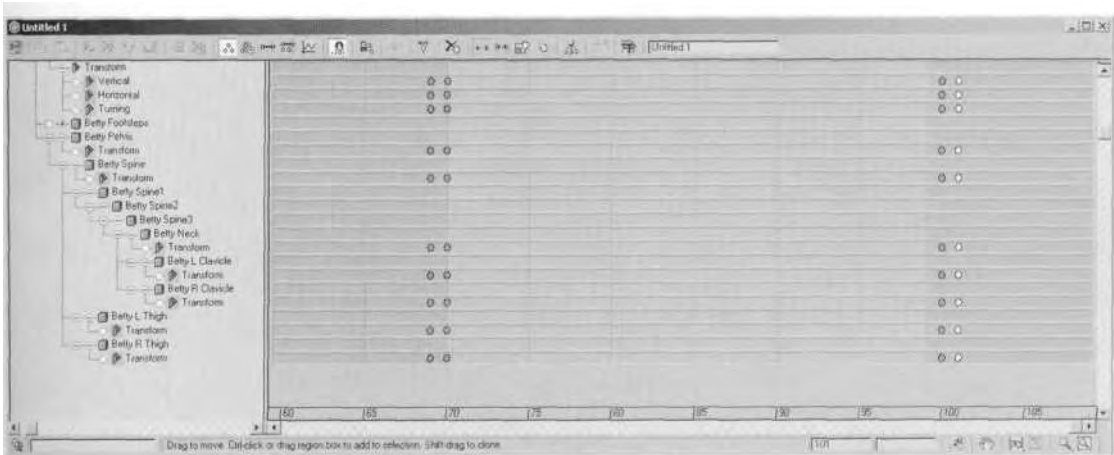 Untitled 1
Untitled 1
Transform
Vertical
Horizontal
Turning
Betty Footsteps
Betty Pelvis
Transform
Betty Spine
Transform
Betty Spine1
Betty Spine2
Betty Spine3
Betty Neck
Transform
Betty L Clavicle
Transform
Betty R Clavicle
Transform
Betty L Thigh
Transform
Betty R Thigh
Transform
60 65 70 75 80 85 90 95 100 105
Drag to move. Ctrl-click or drag region box to add to selection. Shift-drag to clone. 101